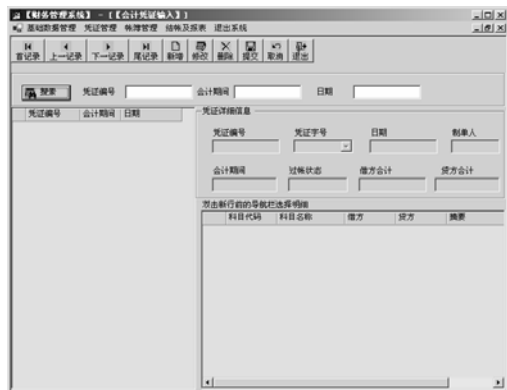 【财务管理系统】 - [【会计凭证输入】]
基础数据管理 凭证管理 帐簿管理 结帐及报表 退出系统
首记录 上一记录 下一记录 尾记录 新增 修改 删除 提交 取消 退出
搜索 凭证编号 会计期间 日期
凭证编号 会计期间 日期
凭证详细信息
凭证编号 凭证字号 日期 制单人
会计期间 过帐状态 借方合计 贷方合计
双击新行前的导航栏选择明细
科目代码 科目名称 借方 贷方 摘要